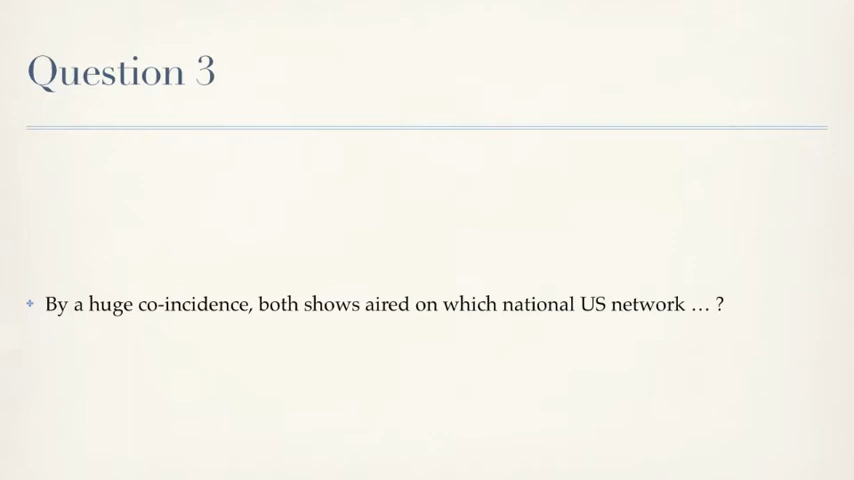 Question 3
By a huge co-incidence, both shows aired on which national US network … ?